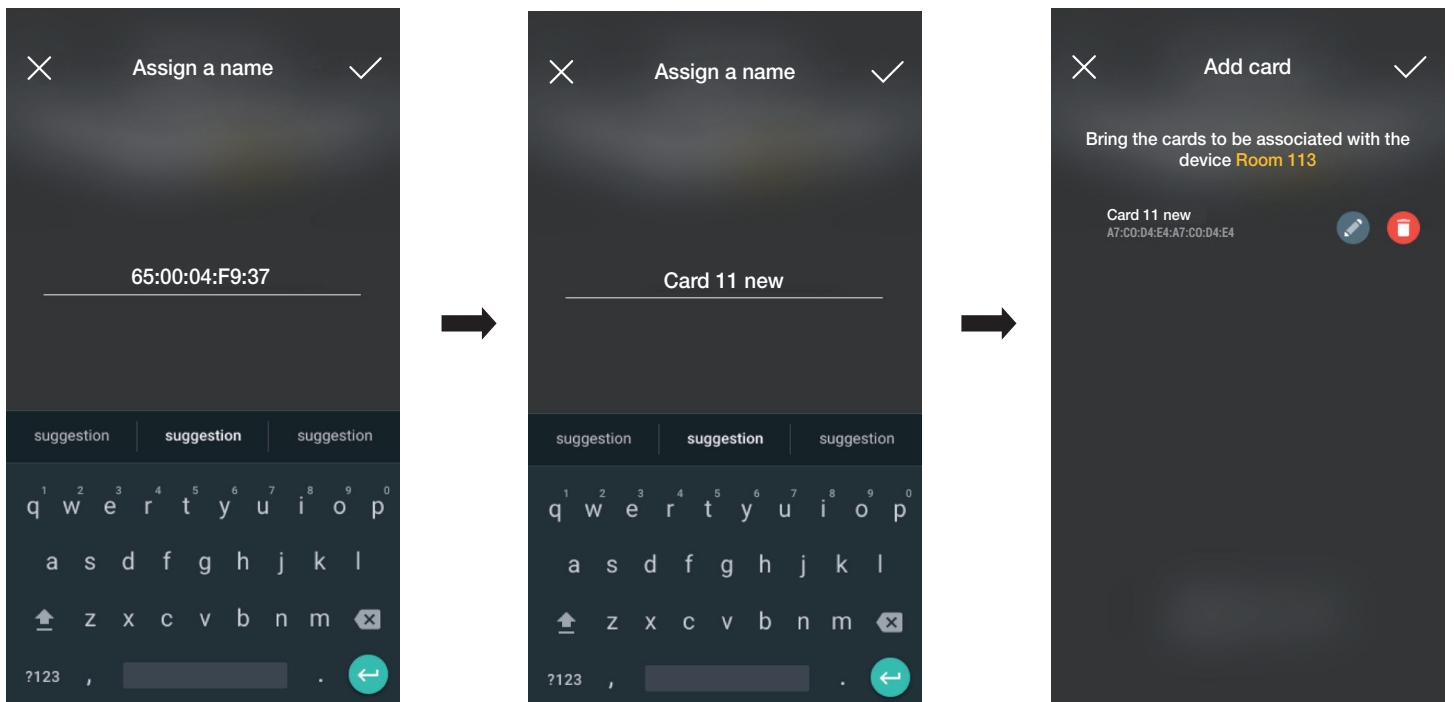 Assign a name
65:00:04:F9:37
suggestion suggestion suggestion
1 2 3 4 5 6 7 8 9 0
q w e r t y u i o p
a s d f g h j k l
z x c v b n m
?123 , .
Assign a name
Card 11 new
suggestion suggestion suggestion
1 2 3 4 5 6 7 8 9 0
q w e r t y u i o p
a s d f g h j k l
z x c v b n m
?123 , .
Add card
Bring the cards to be associated with the
device Room 113
Card 11 new
A7:C0:D4:E4:A7:C0:D4:E4